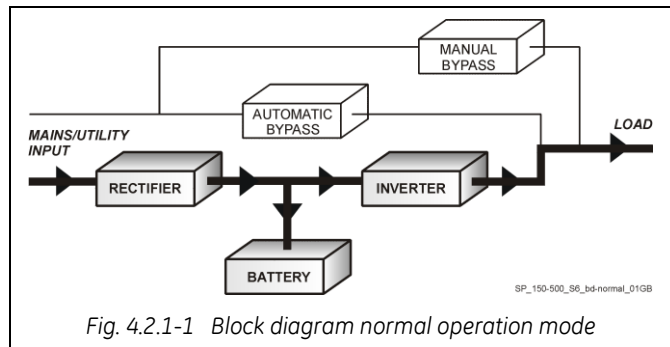 MANUAL
BYPASS
AUTOMATIC
BYPASS
MAINS/UTILITY
INPUT
LOAD
RECTIFIER
INVERTER
BATTERY
SP_150-500_S6_bd-normal_01GB
Fig. 4.2.1-1 Block diagram normal operation mode